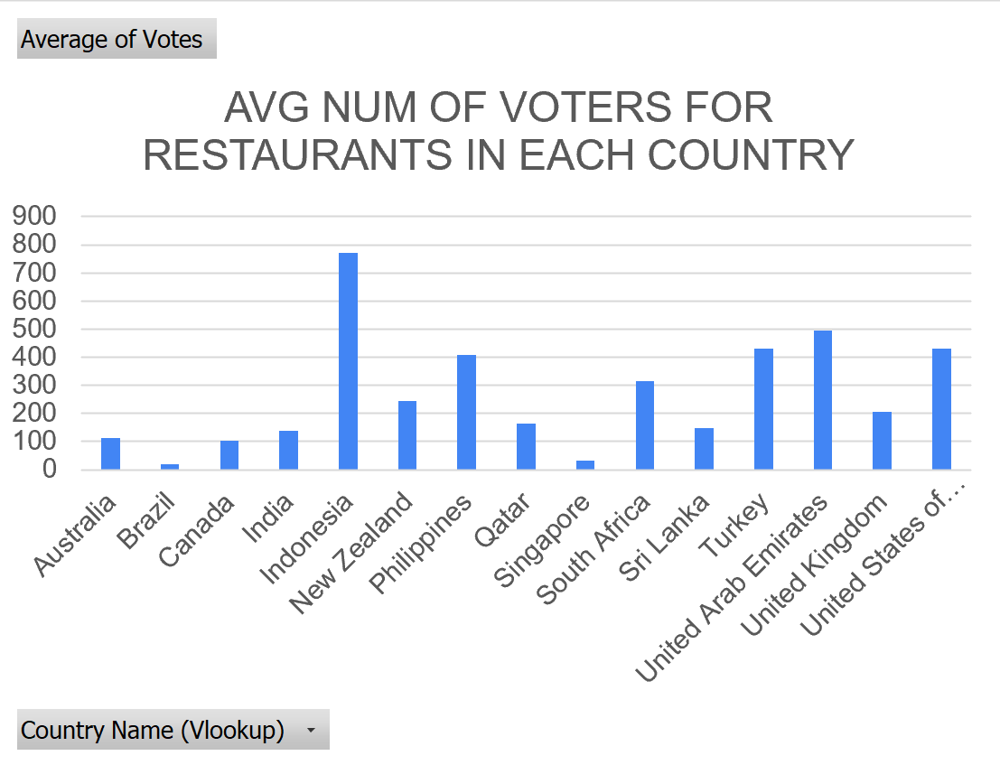 Average of Votes
AVG NUM OF VOTERS FOR
RESTAURANTS IN EACH COUNTRY
900
800
700
600
500
400
300
200
100
0
Australia
Brazil
Canada
India
Indonesia
New Zealand
Philippines
Qatar
Singapore
South Africa
Sri Lanka
Turkey
United Arab Emirates
United Kingdom
United States of...
Country Name (Vlookup)